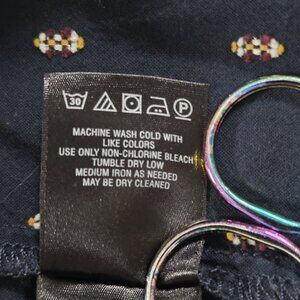 30 P
MACHINE WASH COLD WITH
LIKE COLORS
USE ONLY NON-CHLORINE BLEACH
TUMBLE DRY LOW
MEDIUM IRON AS NEEDED
MAY BE DRY CLEANED